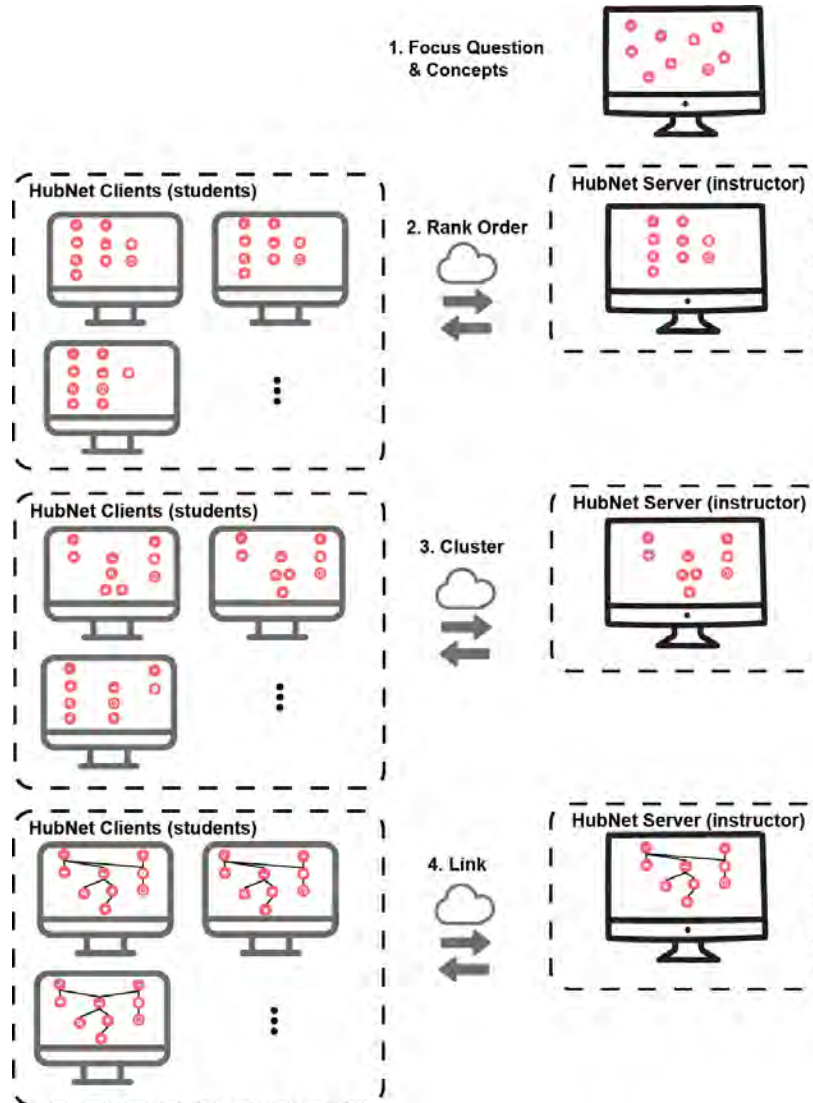 1. Focus Question
& Concepts
HubNet Clients (students)
2. Rank Order
HubNet Server (instructor)
HubNet Clients (students)
3. Cluster
HubNet Server (instructor)
HubNet Clients (students)
4. Link
HubNet Server (instructor)